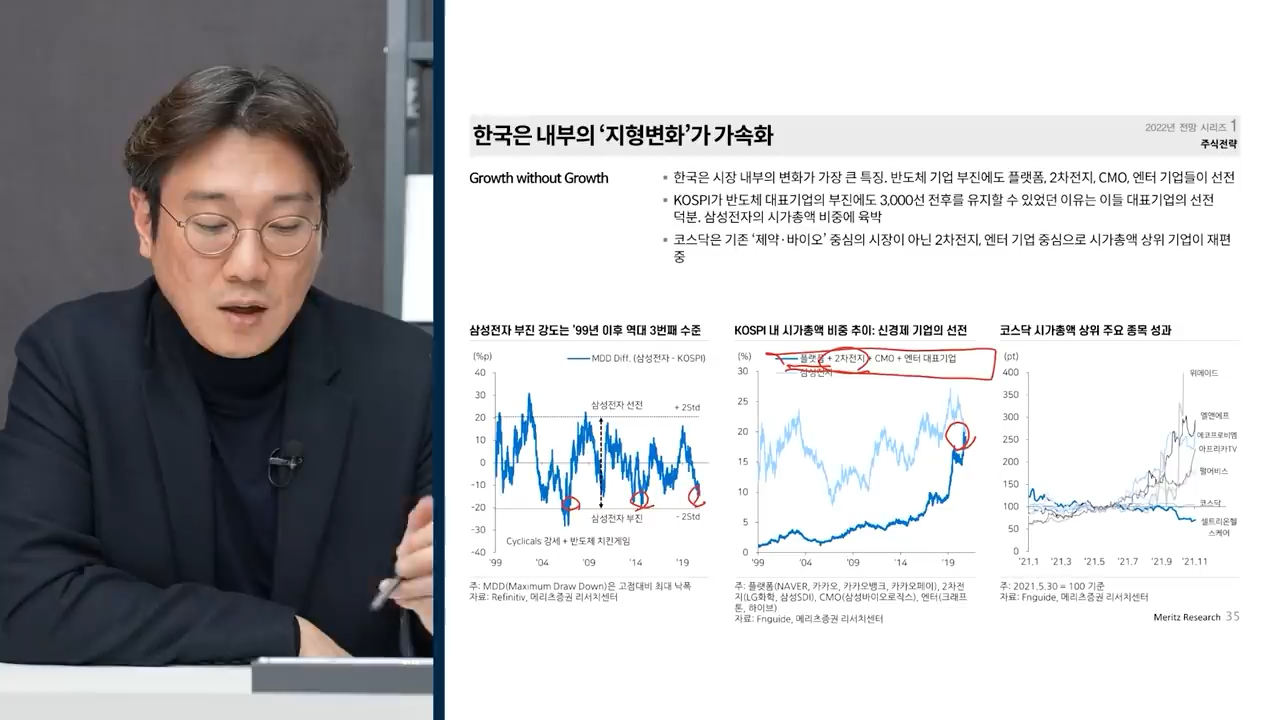 한국은 내부의 ‘지형변화’가 가속화
2022년 전망 시리즈 1
주식전략
Growth without Growth
▪ 한국은 시장 내부의 변화가 가장 큰 특징. 반도체 기업 부진에도 플랫폼, 2차전지, CMO, 엔터 기업들이 선전
▪ KOSPI가 반도체 대표기업의 부진에도 3,000선 전후를 유지할 수 있었던 이유는 이들 대표기업의 선전
덕분. 삼성전자의 시가총액 비중에 육박
▪ 코스닥은 기존 ‘제약·바이오’ 중심의 시장이 아닌 2차전지, 엔터 기업 중심으로 시가총액 상위 기업이 재편
중
삼성전자 부진 강도는 ’99년 이후 역대 3번째 수준
(%p)
MDD Diff. (삼성전자 - KOSPI)
40
30
20
10
0
-10
-20
-30
-40
삼성전자 선전
+ 2Std
삼성전자 부진
- 2Std
Cyclicals 강세 + 반도체 치킨게임
'99 '04 '09 '14 '19
주: MDD(Maximum Draw Down)은 고점대비 최대 낙폭
자료: Refinitiv, 메리츠증권 리서치센터
KOSPI 내 시가총액 비중 추이: 신경제 기업의 선전
(%)
플랫폼 + 2차전지 + CMO + 엔터 대표기업
삼성전자
30
25
20
15
10
5
0
'99 '04 '09 '14 '19
주: 플랫폼(NAVER, 카카오, 카카오뱅크, 카카오페이), 2차전
지(LG화학, 삼성SDI), CMO(삼성바이오로직스), 엔터(크래프
톤, 하이브)
자료: Fnguide, 메리츠증권 리서치센터
코스닥 시가총액 상위 주요 종목 성과
(pt)
400
350
300
250
200
150
100
50
0
위메이드
엘앤에프
에코프로비엠
아프리카TV
펄어비스
코스닥
셀트리온헬
스케어
'21.1 '21.3 '21.5 '21.7 '21.9 '21.11
주: 2021.5.30 = 100 기준
자료: Fnguide, 메리츠증권 리서치센터
Meritz Research 35